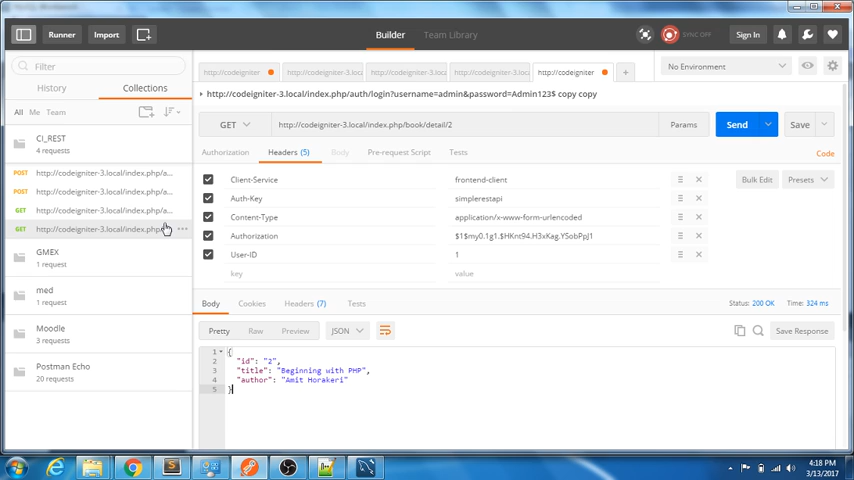 Runner
Import
Builder
Team Library
SYNC OFF
Sign In
Filter
History
Collections
All Me Team
CI_REST
4 requests
POST http://codeigniter-3.local/index.php/a...
POST http://codeigniter-3.local/index.php/a...
GET http://codeigniter-3.local/index.php/a...
GET http://codeigniter-3.local/index.php/
GMEX
1 request
med
1 request
Moodle
3 requests
Postman Echo
20 requests
http://codeigniter
http://codeigniter-3.loca
http://codeigniter-3.loca
http://codeigniter-3.loca
http://codeigniter
No Environment
http://codeigniter-3.local/index.php/auth/login?username=admin&password=Admin123$ copy copy
GET
http://codeigniter-3.local/index.php/book/detail/2
Params
Send
Save
Authorization
Headers (5)
Body
Pre-request Script
Tests
Code
Client-Service frontend-client
Bulk Edit
Presets
Auth-Key simplerestapi
Content-Type application/x-www-form-urlencoded
Authorization
User-ID 1
key value
Body
Cookies
Headers (7)
Tests
Status: 200 OK
Time: 324 ms
Pretty
Raw
Preview
JSON
Save Response
1 {
2 "id": "2",
3 "title": "Beginning with PHP",
4 "author": "Amit Horakeri"
5 }
4:18 PM
3/13/2017